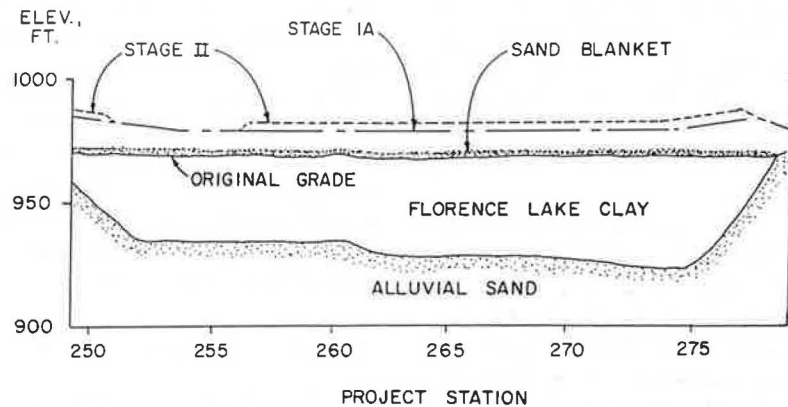 ELEV.,
FT.
STAGE II
STAGE IA
SAND BLANKET
1000
ORIGINAL GRADE
950
FLORENCE LAKE CLAY
ALLUVIAL SAND
900
250 255 260 265 270 275
PROJECT STATION